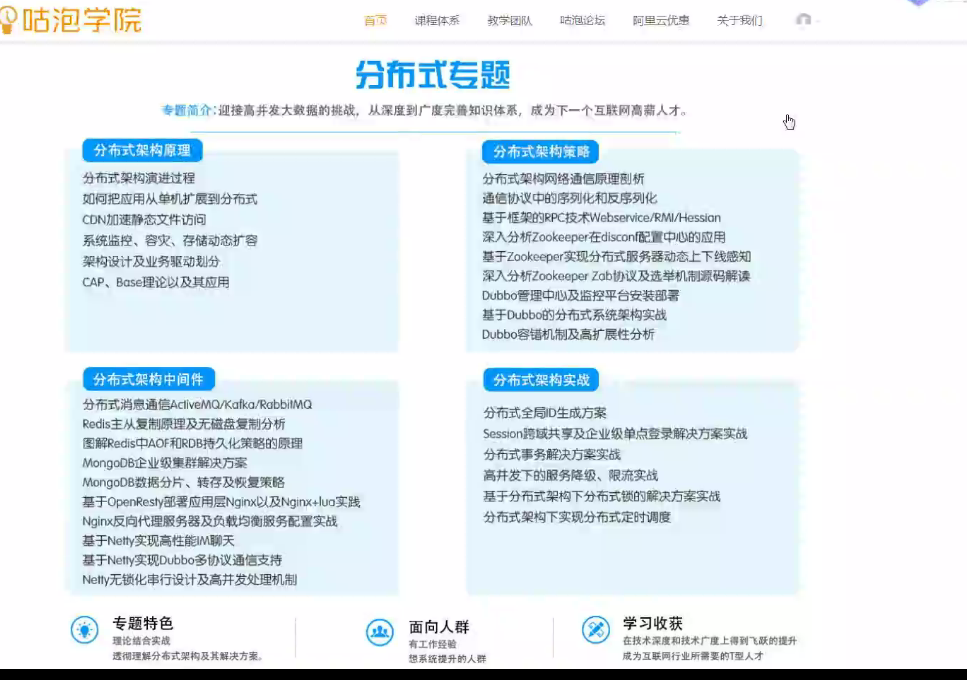 咕泡学院
首页 课程体系 教学团队 咕泡论坛 阿里云优惠 关于我们
分布式专题
专题简介:迎接高并发大数据的挑战，从深度到广度完善知识体系，成为下一个互联网高薪人才。
分布式架构原理
分布式架构演进过程
如何把应用从单机扩展到分布式
CDN加速静态文件访问
系统监控、容灾、存储动态扩容
架构设计及业务驱动划分
CAP、Base理论以及其应用
分布式架构策略
分布式架构网络通信原理剖析
通信协议中的序列化和反序列化
基于框架的RPC技术Webservice/RMI/Hessian
深入分析Zookeeper在disconf配置中心的应用
基于Zookeeper实现分布式服务器动态上下线感知
深入分析Zookeeper Zab协议及选举机制源码解读
Dubbo管理中心及监控平台安装部署
基于Dubbo的分布式系统架构实战
Dubbo容错机制及高扩展性分析
分布式架构中间件
分布式消息通信ActiveMQ/Kafka/RabbitMQ
Redis主从复制原理及无磁盘复制分析
图解Redis中AOF和RDB持久化策略的原理
MongoDB企业级集群解决方案
MongoDB数据分片、转存及恢复策略
基于OpenResty部署应用层Nginx以及Nginx+lua实践
Nginx反向代理服务器及负载均衡服务配置实战
基于Netty实现高性能IM聊天
基于Netty实现Dubbo多协议通信支持
Netty无锁化串行设计及高并发处理机制
分布式架构实战
分布式全局ID生成方案
Session跨域共享及企业级单点登录解决方案实战
分布式事务解决方案实战
高并发下的服务降级、限流实战
基于分布式架构下分布式锁的解决方案实战
分布式架构下实现分布式定时调度
专题特色
理论结合实战
透彻理解分布式架构及其解决方案。
面向人群
有工作经验
想系统提升的人群
学习收获
在技术深度和技术广度上得到飞跃的提升
成为互联网行业所需要的T型人才